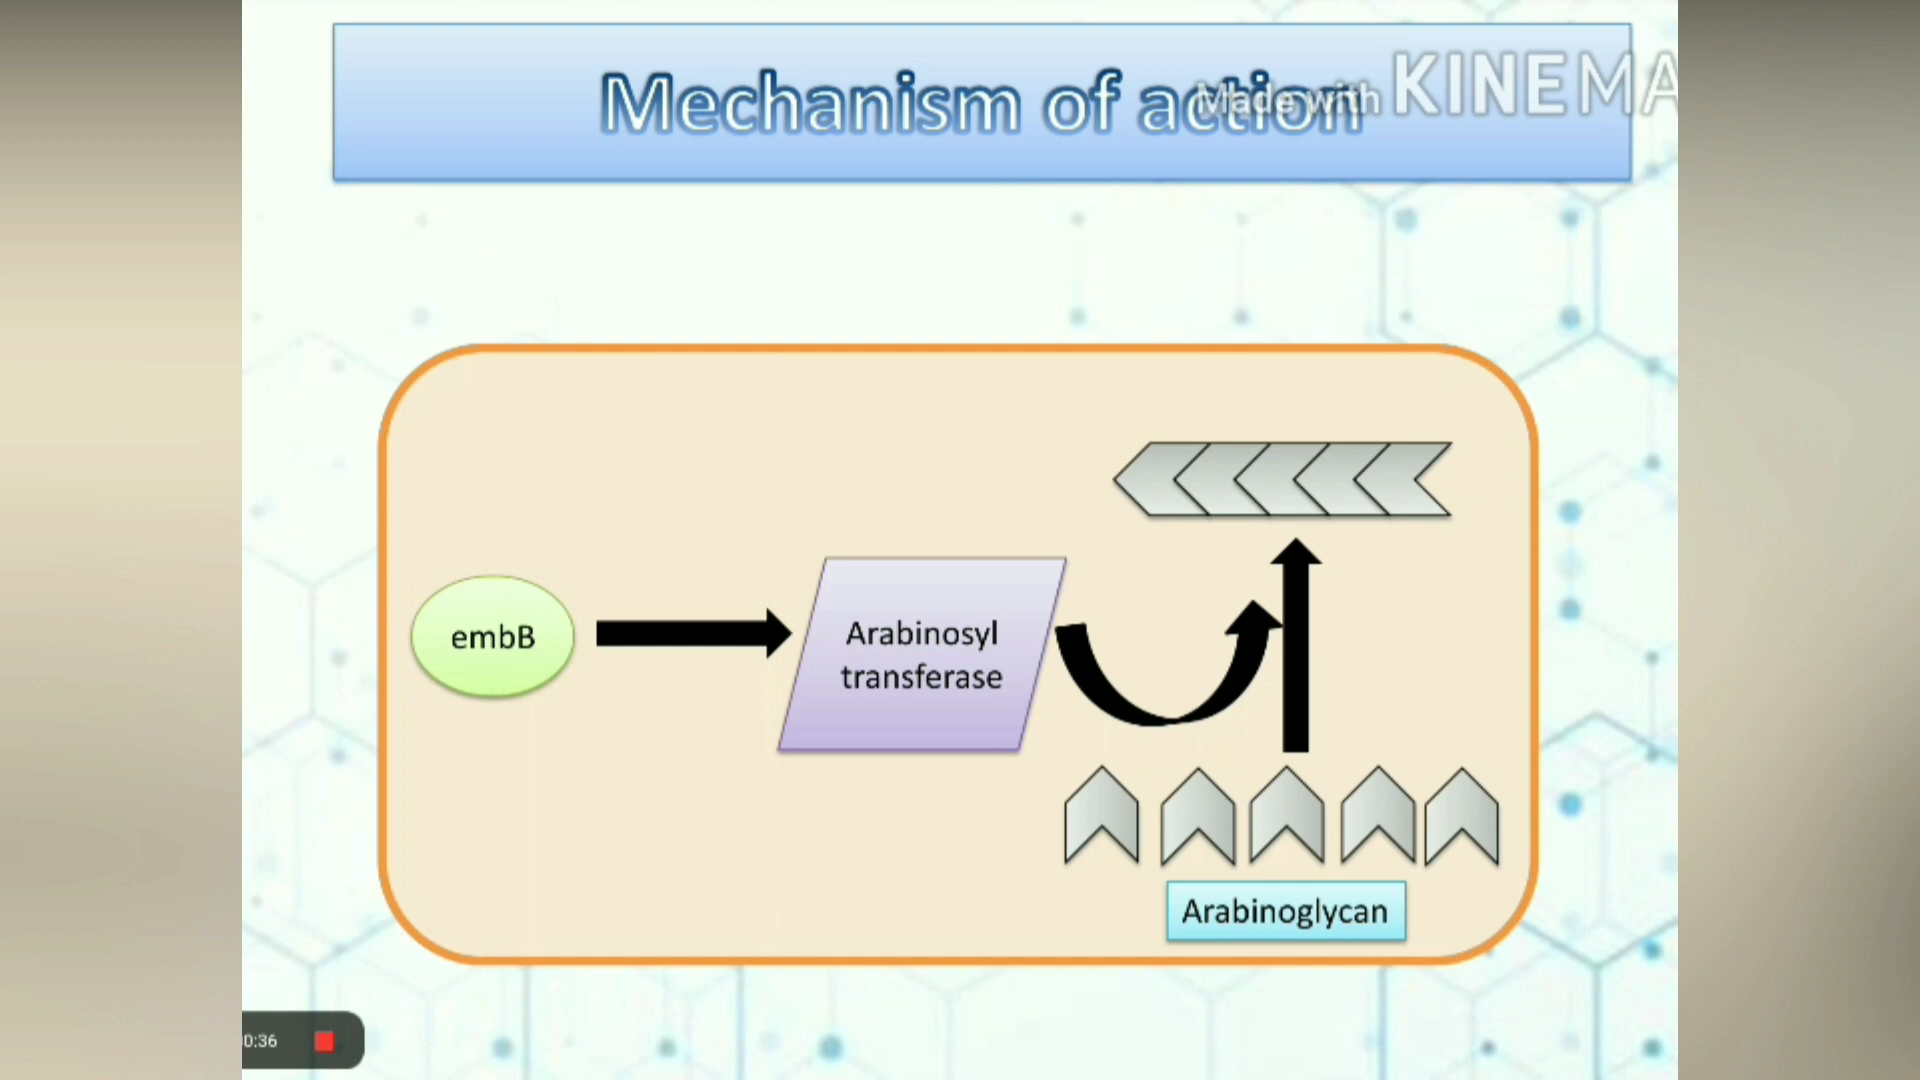 Mechanism of action
Made with KINEMA
embB
Arabinosyl
transferase
Arabinoglycan
0:36